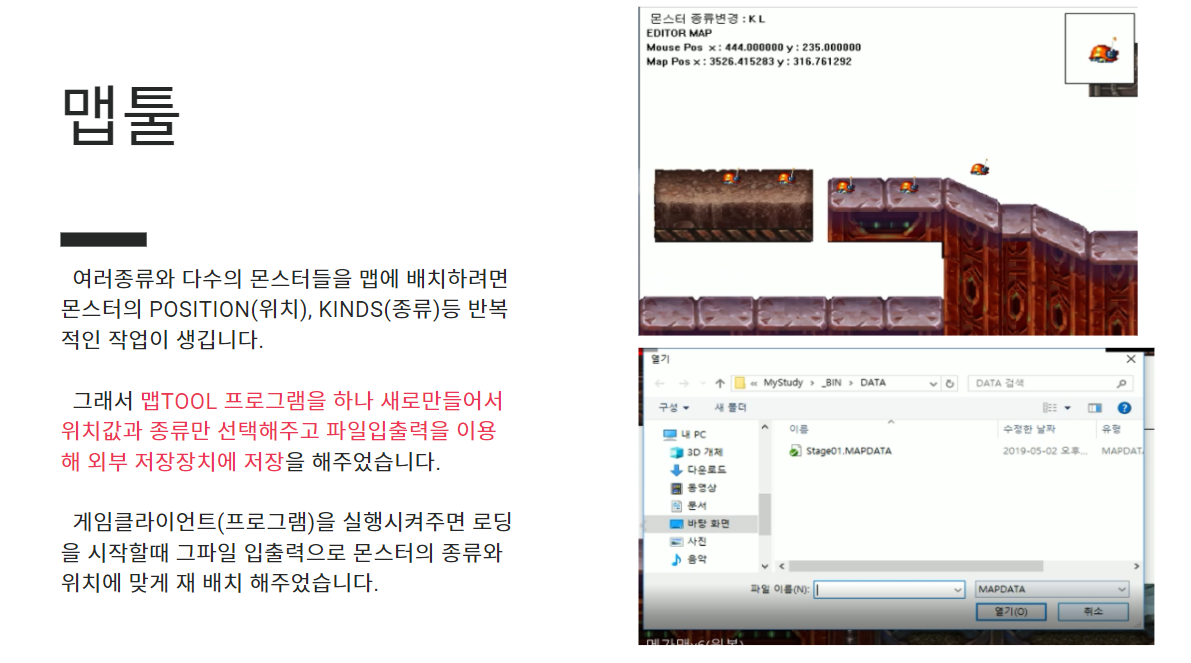 맵툴
여러종류와 다수의 몬스터들을 맵에 배치하려면
몬스터의 POSITION(위치), KINDS(종류)등 반복
적인 작업이 생깁니다.
그래서 맵TOOL 프로그램을 하나 새로만들어서
위치값과 종류만 선택해주고 파일입출력을 이용
해 외부 저장장치에 저장을 해주었습니다.
게임클라이언트(프로그램)을 실행시켜주면 로딩
을 시작할때 그파일 입출력으로 몬스터의 종류와
위치에 맞게 재 배치 해주었습니다.
몬스터 종류변경 : K L
EDITOR MAP
Mouse Pos x : 444.000000 y : 235.000000
Map Pos x : 3526.415283 y : 316.761292
열기
« MyStudy > _BIN > DATA
DATA 검색
구성
새 폴더
이름
수정한 날짜
유형
내 PC
3D 개체
다운로드
동영상
문서
바탕 화면
사진
음악
Stage01.MAPDATA
2019-05-02 오후...
MAPDATA
파일 이름(N):
MAPDATA
열기(O)
취소